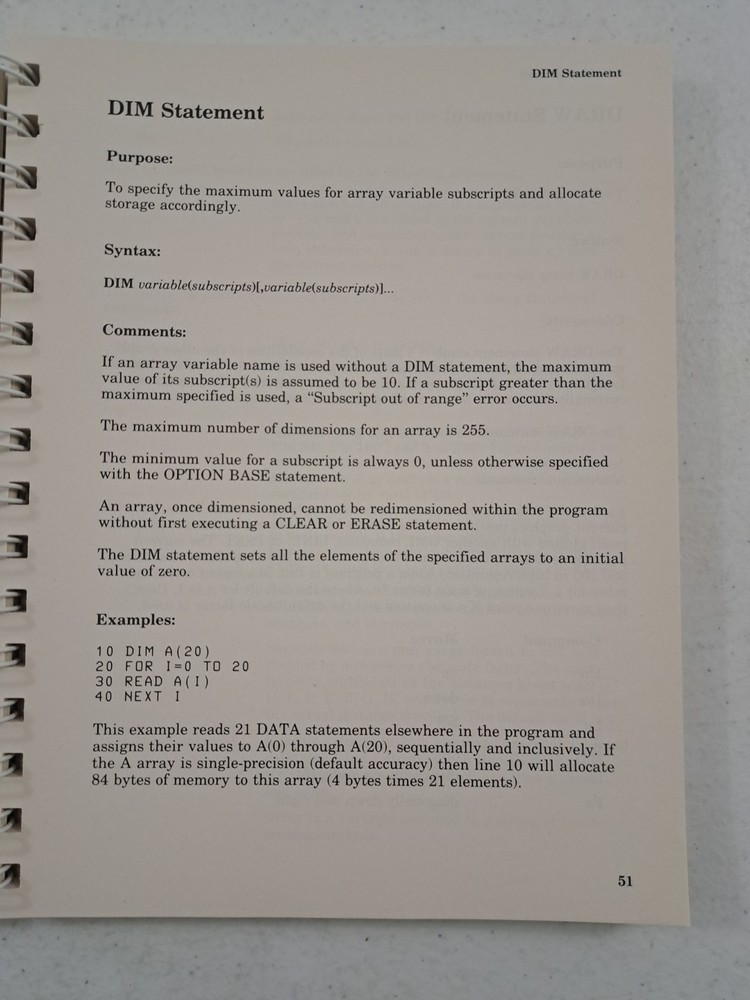 DIM Statement
DIM Statement
Purpose:
To specify the maximum values for array variable subscripts and allocate
storage accordingly.
Syntax:
DIM variable(subscripts)[,variable(subscripts)]...
Comments:
If an array variable name is used without a DIM statement, the maximum
value of its subscript(s) is assumed to be 10. If a subscript greater than the
maximum specified is used, a “Subscript out of range” error occurs.
The maximum number of dimensions for an array is 255.
The minimum value for a subscript is always 0, unless otherwise specified
with the OPTION BASE statement.
An array, once dimensioned, cannot be redimensioned within the program
without first executing a CLEAR or ERASE statement.
The DIM statement sets all the elements of the specified arrays to an initial
value of zero.
Examples:
10 DIM A(20)
20 FOR I=0 TO 20
30 READ A(I)
40 NEXT I
This example reads 21 DATA statements elsewhere in the program and
assigns their values to A(0) through A(20), sequentially and inclusively. If
the A array is single-precision (default accuracy) then line 10 will allocate
84 bytes of memory to this array (4 bytes times 21 elements).
51